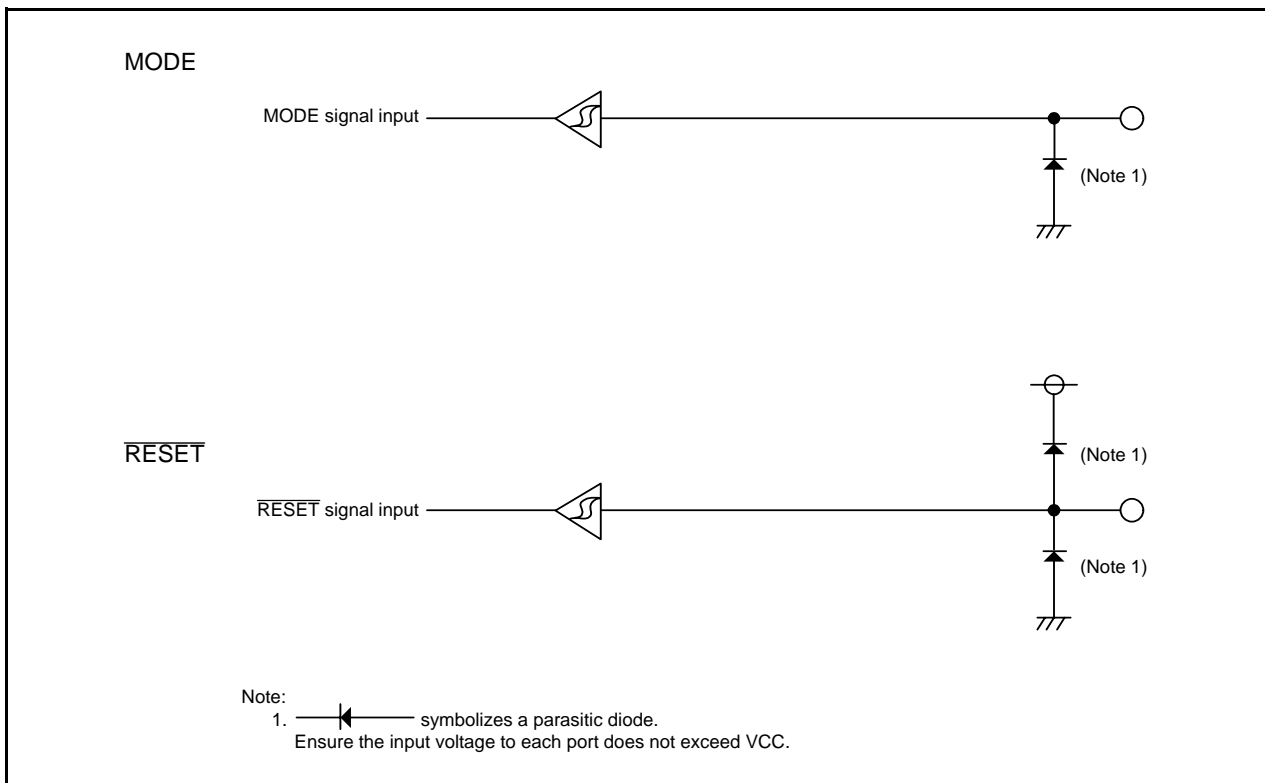 MODE
MODE signal input
(Note 1)
(Note 1)
RESET
RESET signal input
(Note 1)
Note:
1. symbolizes a parasitic diode.
Ensure the input voltage to each port does not exceed VCC.